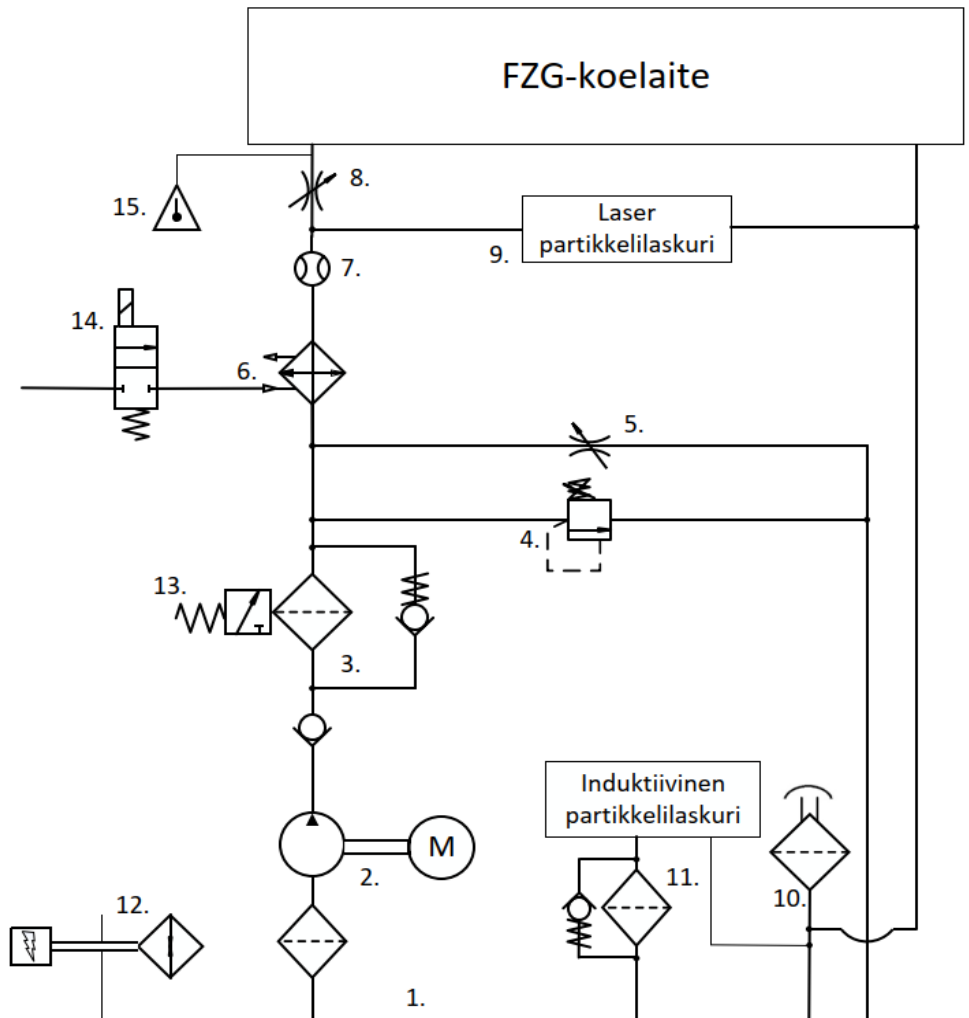 FZG-koelaite
8.
15.
Laser
partikkelilaskuri
9.
7.
14.
6.
5.
4.
13.
3.
Induktiivinen
partikkelilaskuri
M
2.
11.
10.
12.
1.